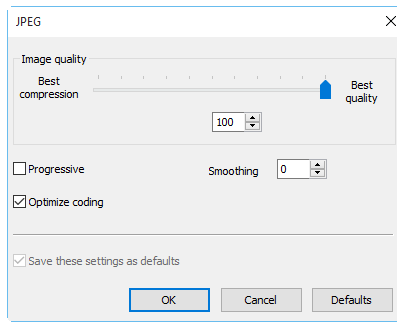 JPEG
Image quality
Best compression
Best quality
100
Progressive
Smoothing
0
Optimize coding
Save these settings as defaults
OK
Cancel
Defaults